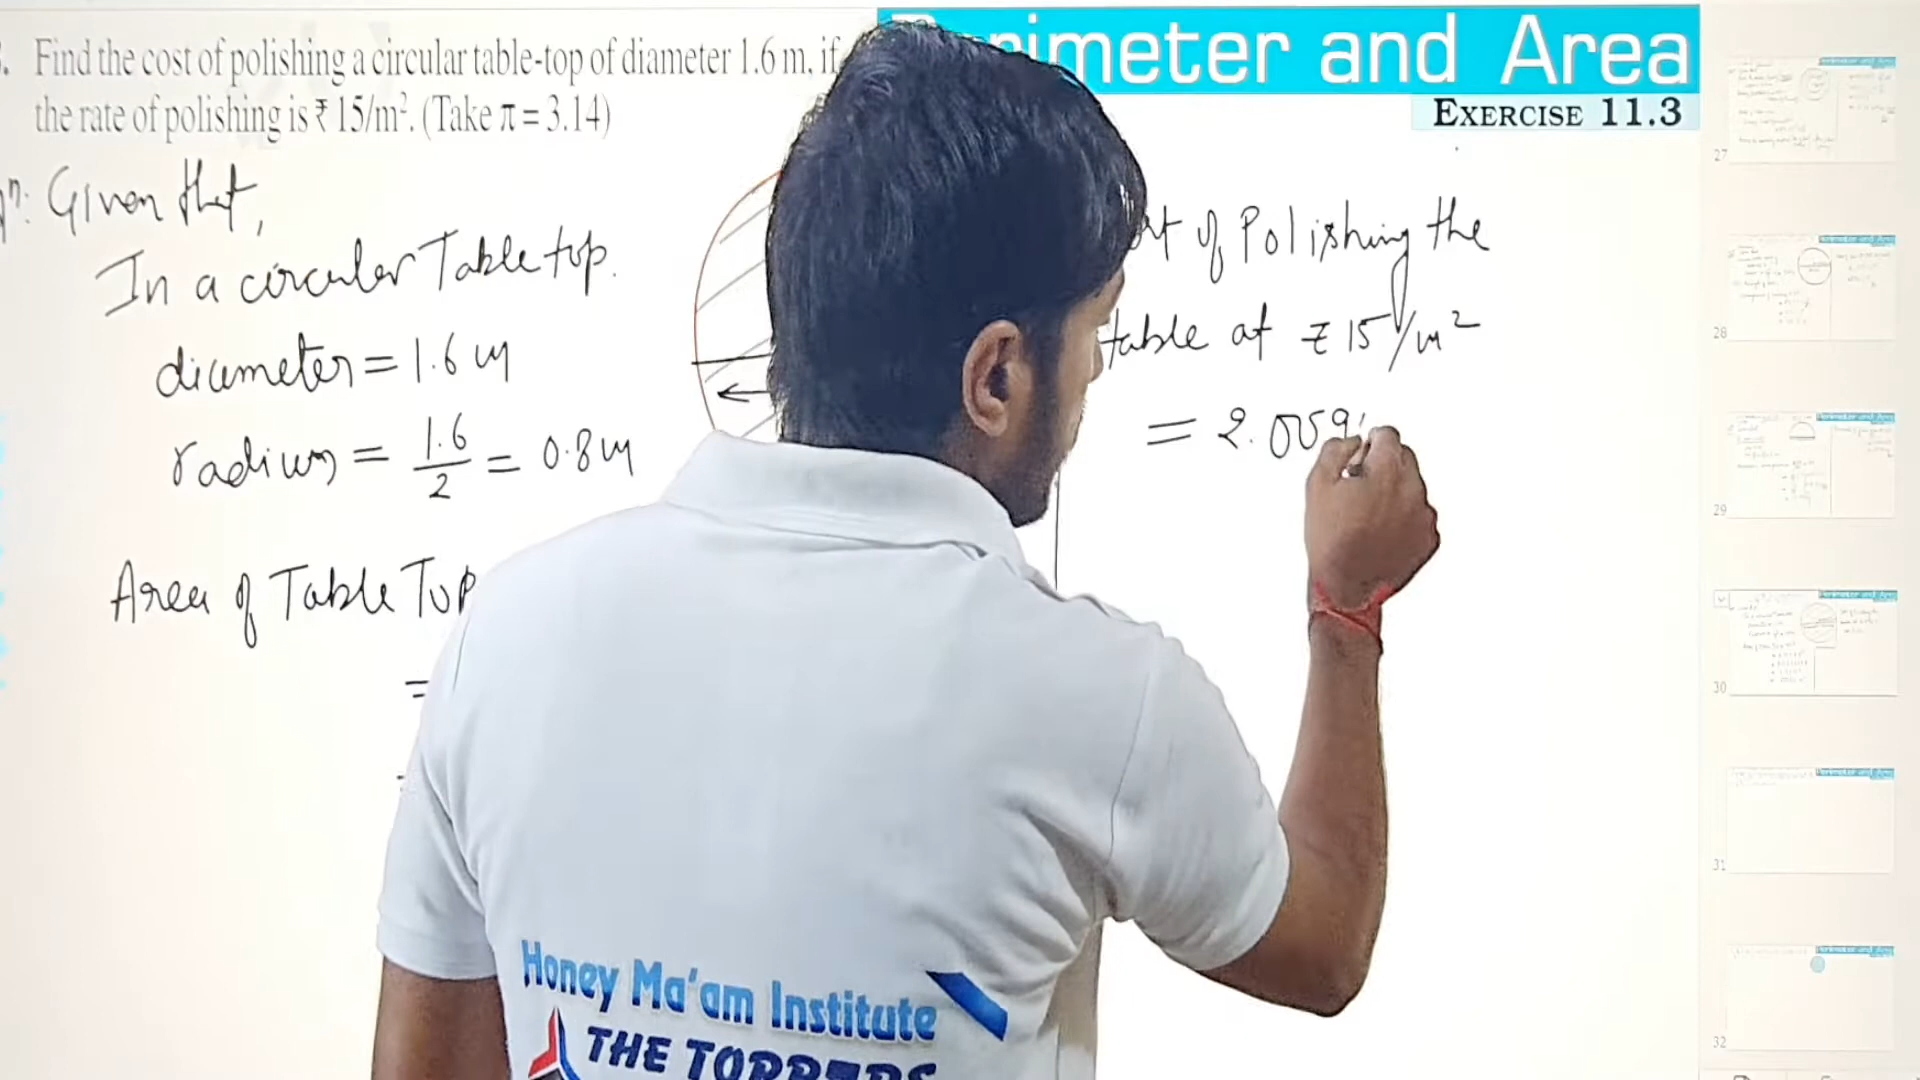 Find the cost of polishing a circular table-top of diameter 1.6 m, if
the rate of polishing is ₹ 15/m². (Take π = 3.14)
Perimeter and Area
EXERCISE 11.3
Given that,
In a circular Table top.
diameter = 1.6 m
radius = 1.6/2 = 0.8 m
Area of Table Top
=
of Polishing the
table at ₹ 15/m²
= 2.009
Honey Ma'am Institute
THE TOPPERS
27
28
29
30
31
32